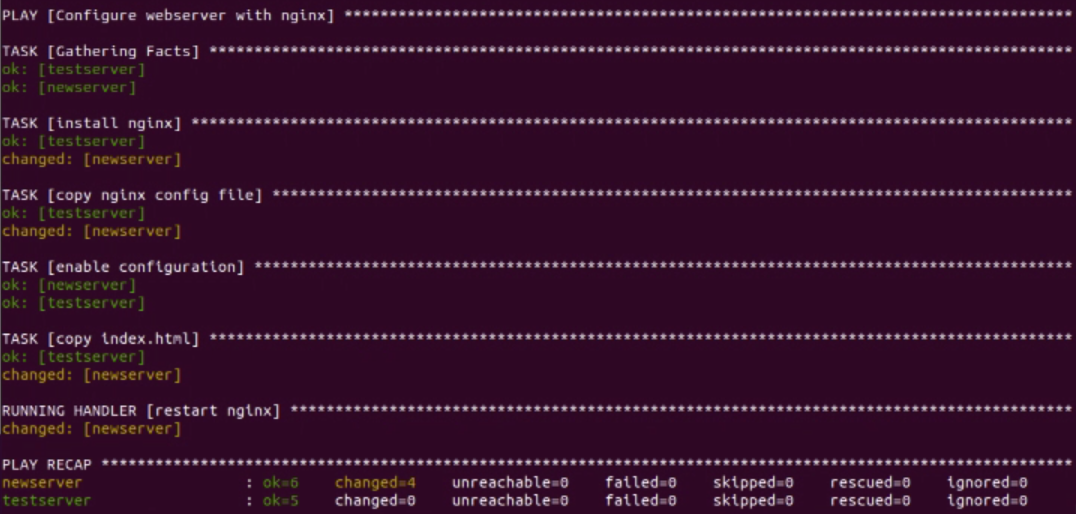 PLAY [Configure webserver with nginx] *********************************************************************************
TASK [Gathering Facts] ************************************************************************************************
ok: [testserver]
ok: [newserver]
TASK [install nginx] **************************************************************************************************
ok: [testserver]
changed: [newserver]
TASK [copy nginx config file] *****************************************************************************************
ok: [testserver]
changed: [newserver]
TASK [enable configuration] *******************************************************************************************
ok: [newserver]
ok: [testserver]
TASK [copy index.html] ************************************************************************************************
ok: [testserver]
changed: [newserver]
RUNNING HANDLER [restart nginx] ***************************************************************************************
changed: [newserver]
PLAY RECAP ************************************************************************************************************
newserver : ok=6 changed=4 unreachable=0 failed=0 skipped=0 rescued=0 ignored=0
testserver : ok=5 changed=0 unreachable=0 failed=0 skipped=0 rescued=0 ignored=0